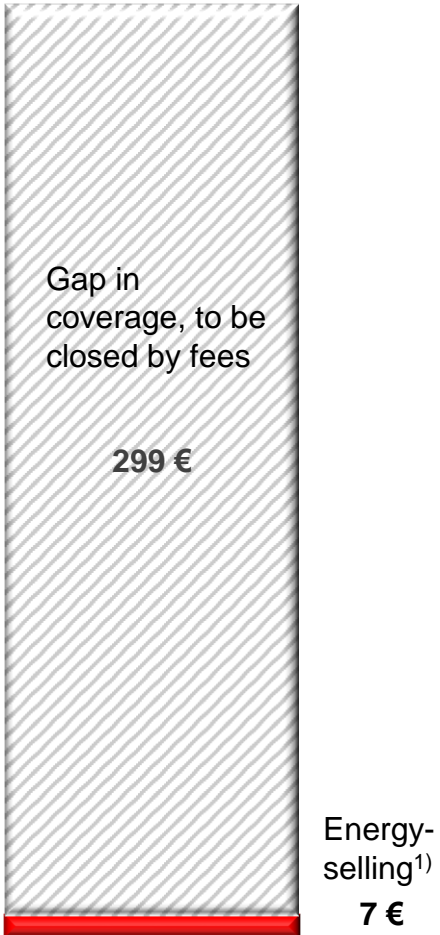 Gap in
coverage, to be
closed by fees
299 €
Energy-
selling1)
7 €